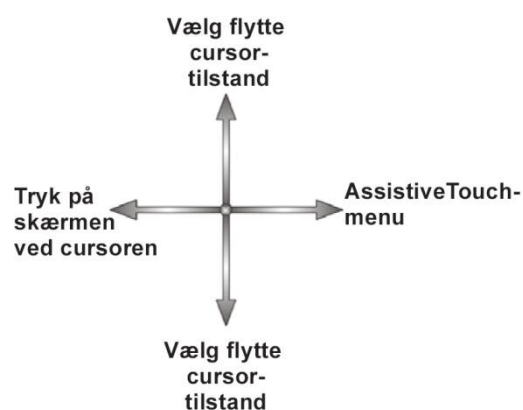 Vælg flytte
cursor-
tilstand
Tryk på
skærmen
ved cursoren
AssistiveTouch-
menu
Vælg flytte
cursor-
tilstand